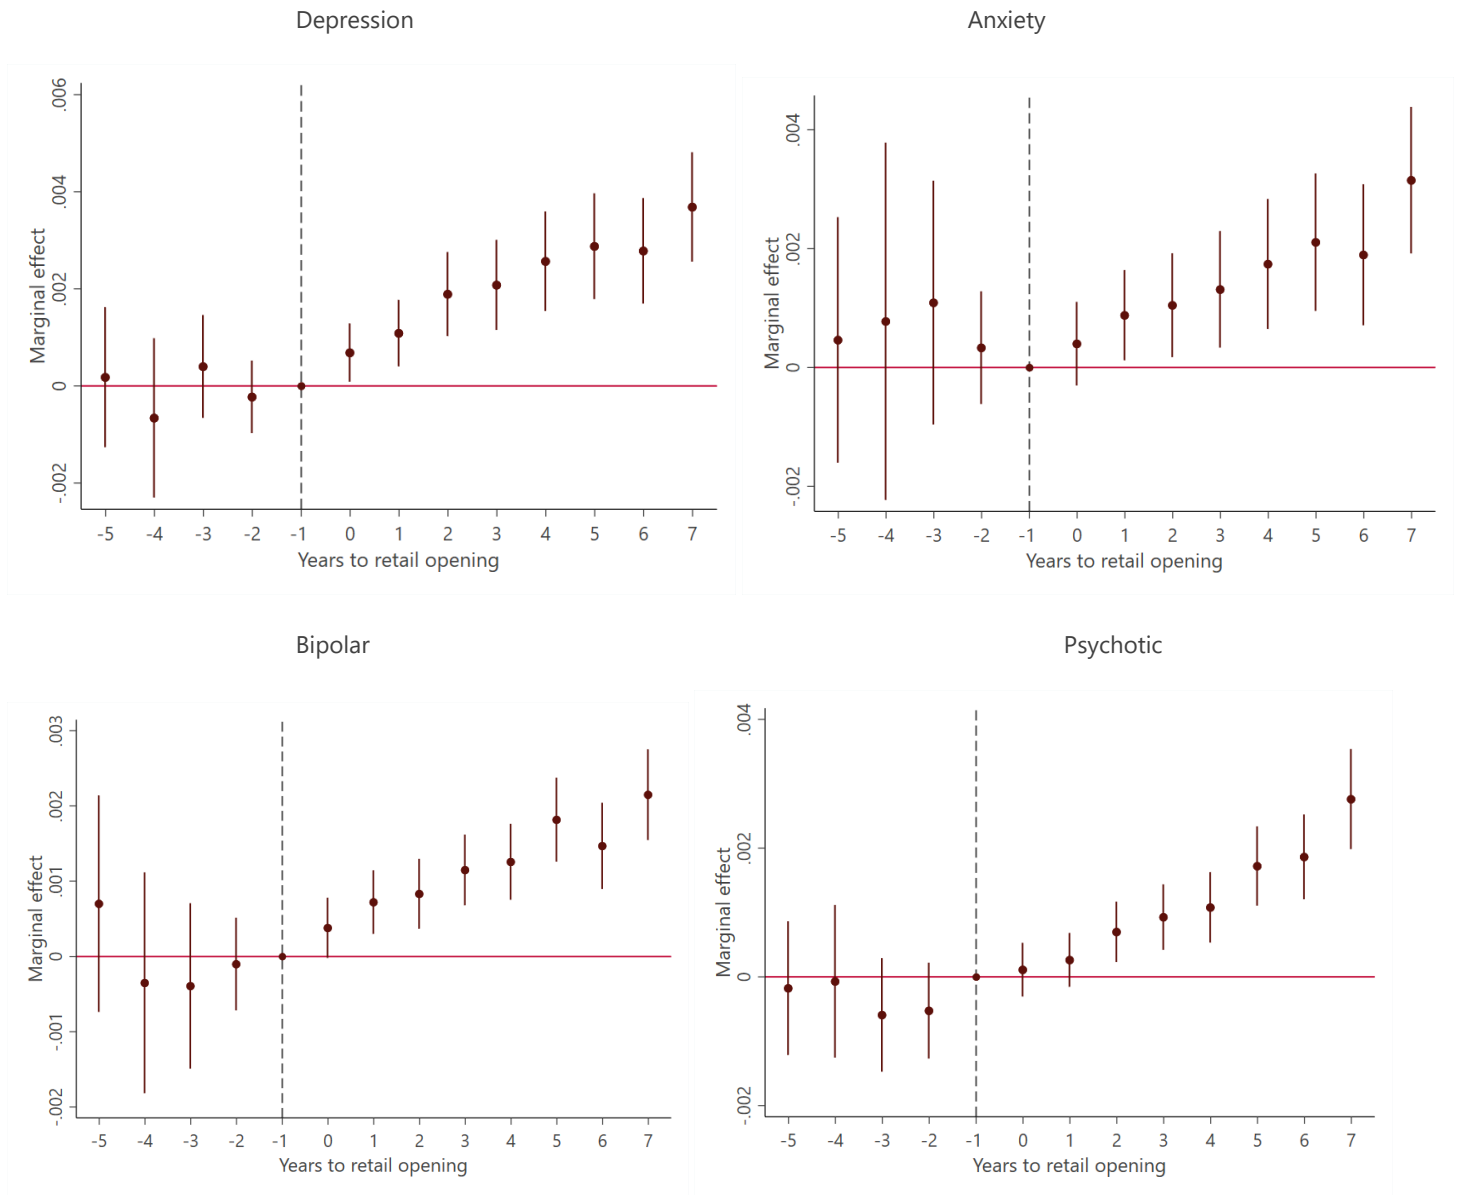 Depression
Anxiety
.006
.004
.002
0
-.002
Marginal effect
-5 -4 -3 -2 -1 0 1 2 3 4 5 6 7
Years to retail opening
.004
.002
0
-.002
Marginal effect
-5 -4 -3 -2 -1 0 1 2 3 4 5 6 7
Years to retail opening
Bipolar
Psychotic
.003
.002
.001
0
-.001
-.002
Marginal effect
-5 -4 -3 -2 -1 0 1 2 3 4 5 6 7
Years to retail opening
.004
.002
0
-.002
Marginal effect
-5 -4 -3 -2 -1 0 1 2 3 4 5 6 7
Years to retail opening